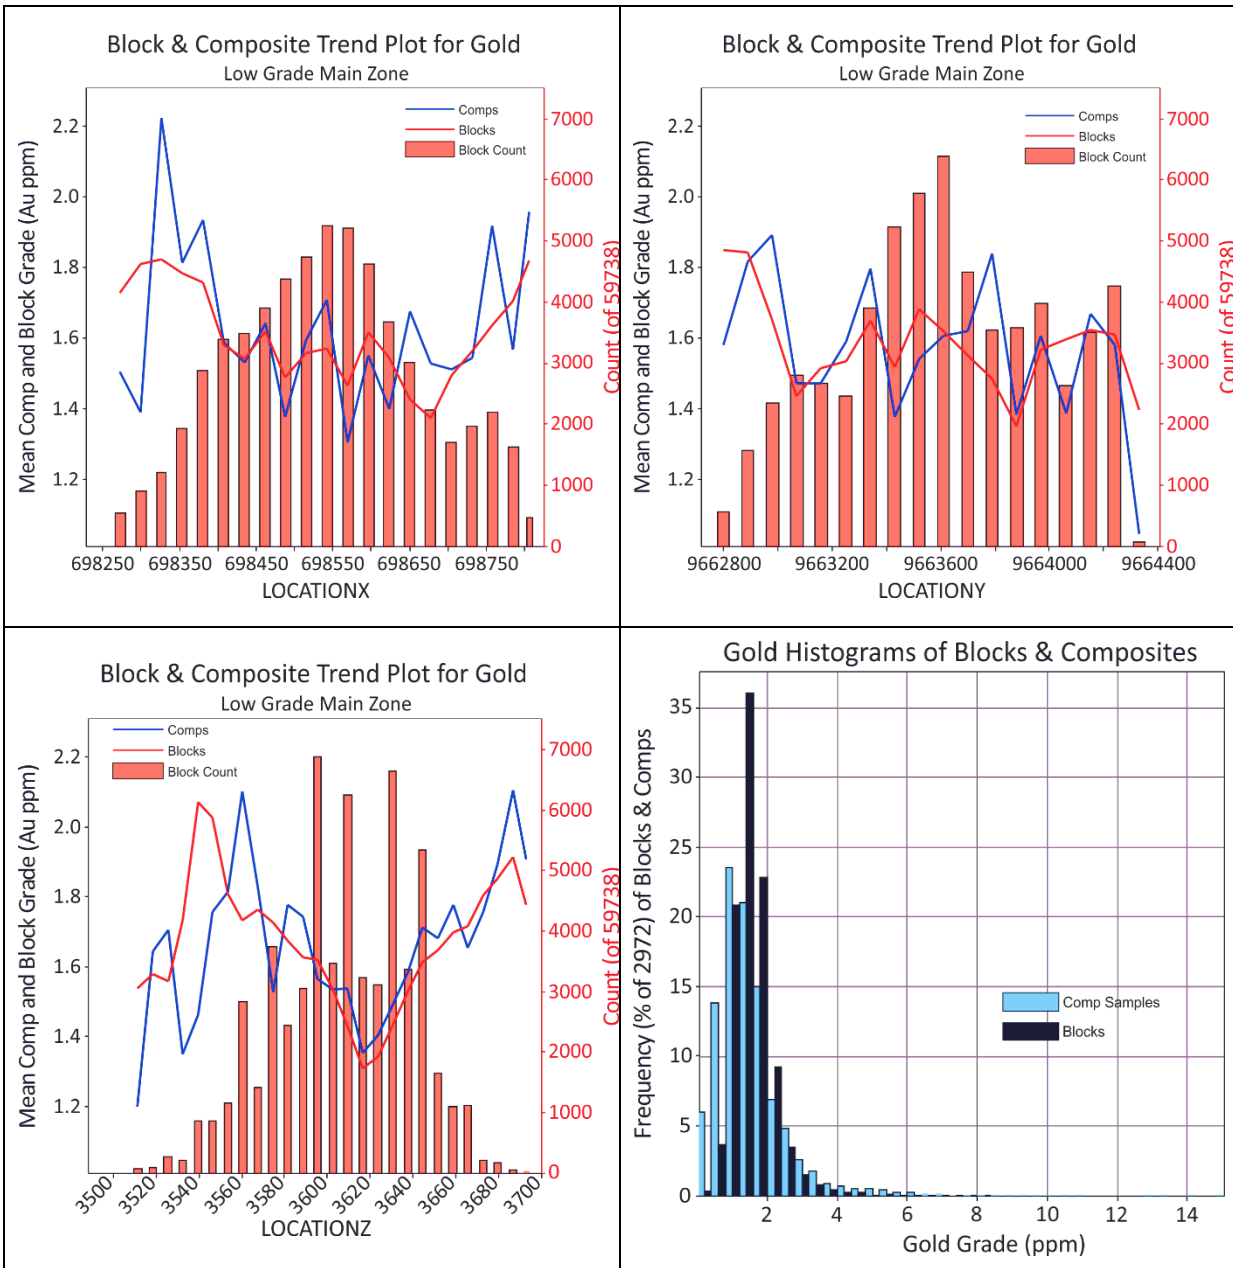 Block & Composite Trend Plot for Gold
Low Grade Main Zone
Comps
Blocks
Block Count
Mean Comp and Block Grade (Au ppm)
2.2
2.0
1.8
1.6
1.4
1.2
7000
6000
5000
4000
3000
2000
1000
0
Count (of 59738)
698250 698350 698450 698550 698650 698750
LOCATIONX
Block & Composite Trend Plot for Gold
Low Grade Main Zone
Comps
Blocks
Block Count
Mean Comp and Block Grade (Au ppm)
2.2
2.0
1.8
1.6
1.4
1.2
7000
6000
5000
4000
3000
2000
1000
0
Count (of 59738)
9662800 9663200 9663600 9664000 9664400
LOCATIONY
Block & Composite Trend Plot for Gold
Low Grade Main Zone
Comps
Blocks
Block Count
Mean Comp and Block Grade (Au ppm)
2.2
2.0
1.8
1.6
1.4
1.2
7000
6000
5000
4000
3000
2000
1000
0
Count (of 59738)
3500 3520 3540 3560 3580 3600 3620 3640 3660 3680 3700
LOCATIONZ
Gold Histograms of Blocks & Composites
Frequency (% of 2972) of Blocks & Comps
35
30
25
20
15
10
5
0
Comp Samples
Blocks
2 4 6 8 10 12 14
Gold Grade (ppm)